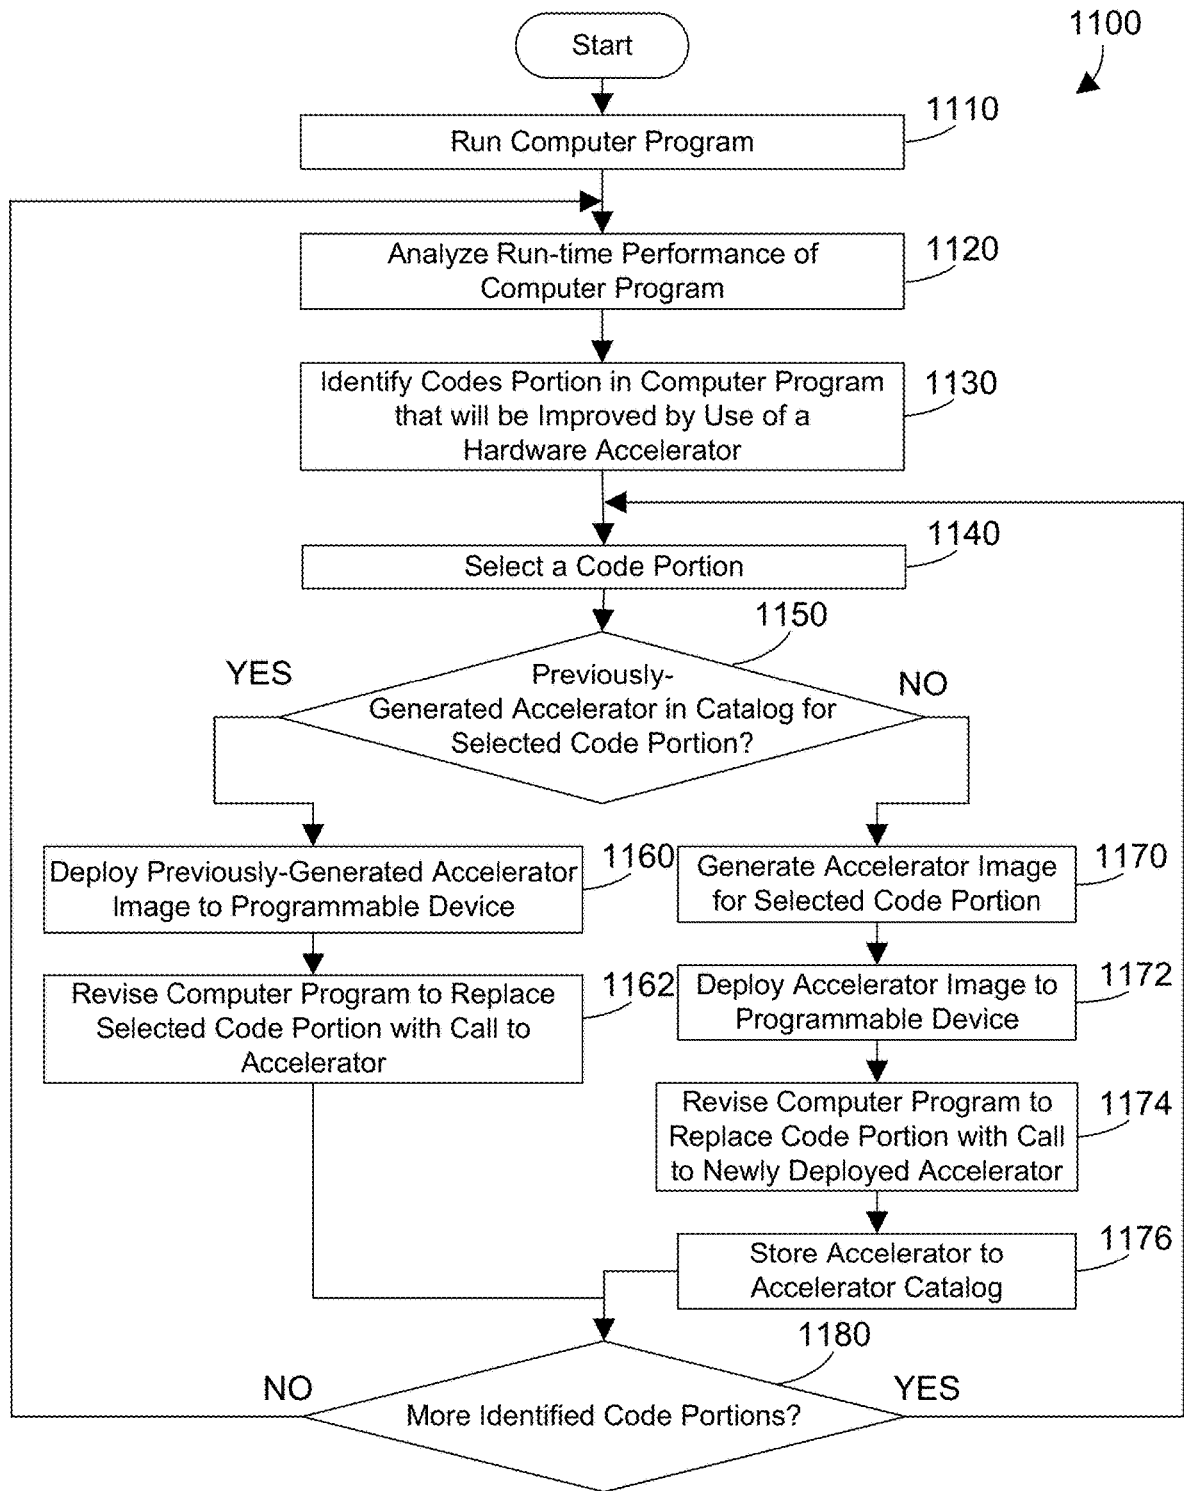 1100
Start
1110
Run Computer Program
1120
Analyze Run-time Performance of
Computer Program
1130
Identify Codes Portion in Computer Program
that will be Improved by Use of a
Hardware Accelerator
1140
Select a Code Portion
1150
YES
NO
Previously-
Generated Accelerator in Catalog for
Selected Code Portion?
1160
Deploy Previously-Generated Accelerator
Image to Programmable Device
1162
Revise Computer Program to Replace
Selected Code Portion with Call to
Accelerator
1170
Generate Accelerator Image
for Selected Code Portion
1172
Deploy Accelerator Image to
Programmable Device
1174
Revise Computer Program to
Replace Code Portion with Call
to Newly Deployed Accelerator
1176
Store Accelerator to
Accelerator Catalog
1180
NO
YES
More Identified Code Portions?